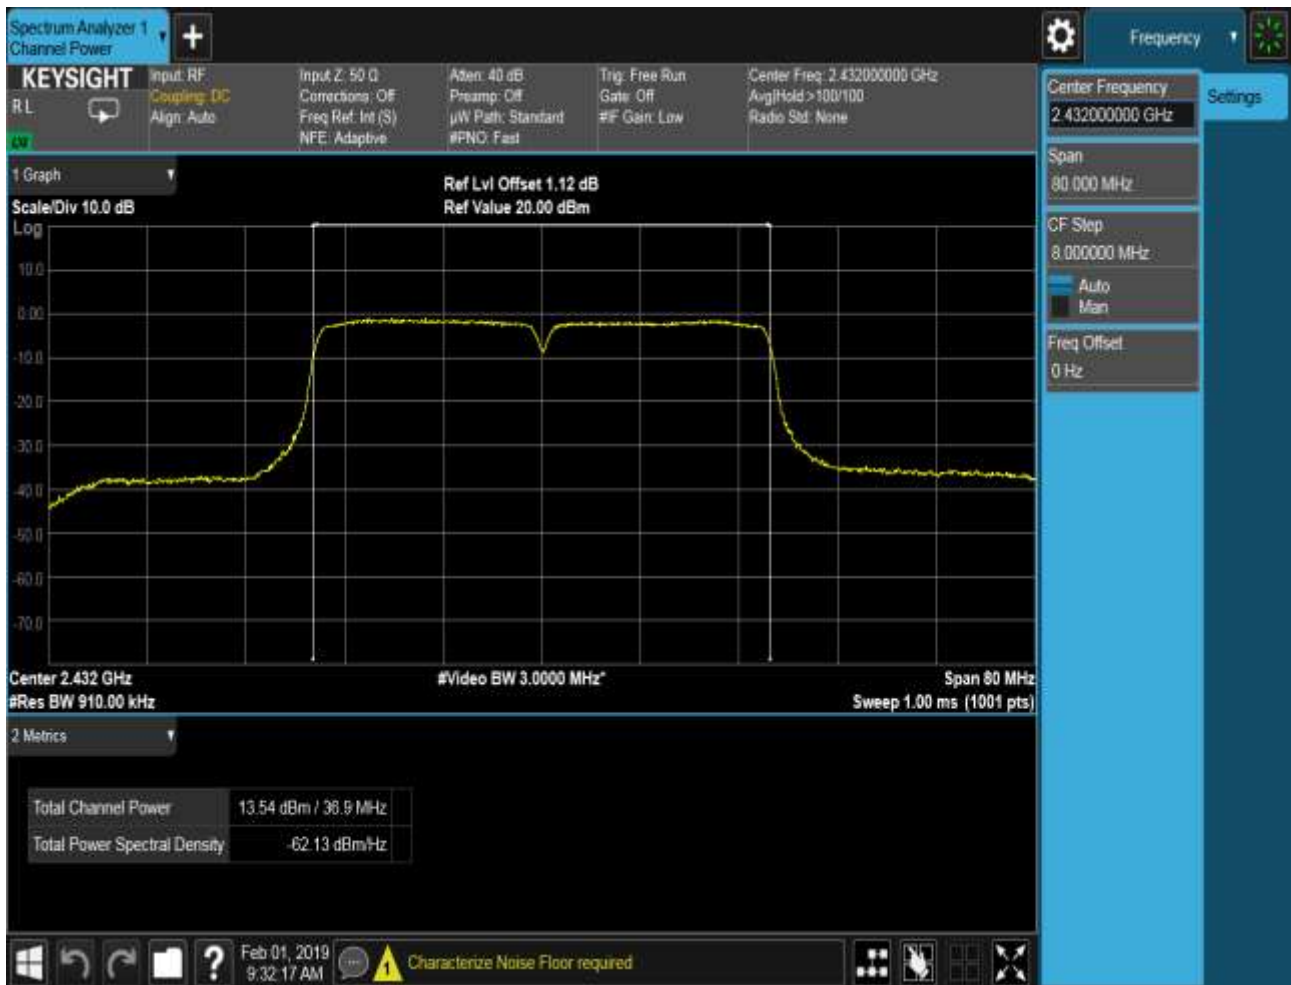 Spectrum Analyzer 1
Channel Power
Frequency
KEYSIGHT
R L
Input: RF
Coupling: DC
Align: Auto
Input Z: 50 Ω
Corrections: Off
Freq Ref: Int (S)
NFE: Adaptive
Atten: 40 dB
Preamp: Off
µW Path: Standard
#PNO: Fast
Trig: Free Run
Gate: Off
#IF Gain: Low
Center Freq: 2.432000000 GHz
Avg|Hold:>100/100
Radio Std: None
Center Frequency
2.432000000 GHz
Settings
Span
80.000 MHz
CF Step
8.000000 MHz
Auto
Man
Freq Offset
0 Hz
1 Graph
Scale/Div 10.0 dB
Ref Lvl Offset 1.12 dB
Ref Value 20.00 dBm
Log
10.0
0.00
-10.0
-20.0
-30.0
-40.0
-50.0
-60.0
-70.0
Center 2.432 GHz
#Video BW 3.0000 MHz*
Span 80 MHz
#Res BW 910.00 kHz
Sweep 1.00 ms (1001 pts)
2 Metrics
Total Channel Power 13.54 dBm / 36.9 MHz
Total Power Spectral Density -62.13 dBm/Hz
?
Feb 01, 2019
9:32:17 AM
1
Characterize Noise Floor required